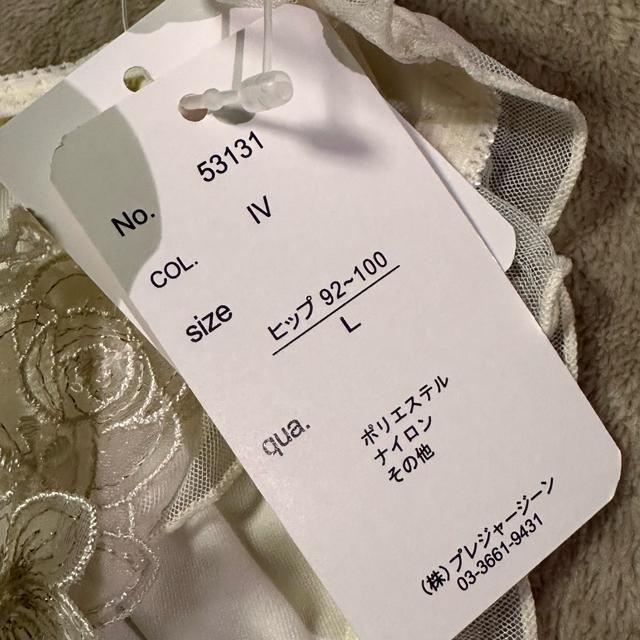 No. 53131
COL. IV
size ヒップ 92~100
L
qua. ポリエステル
ナイロン
その他
(株) プレジャージーン
03-3661-9431